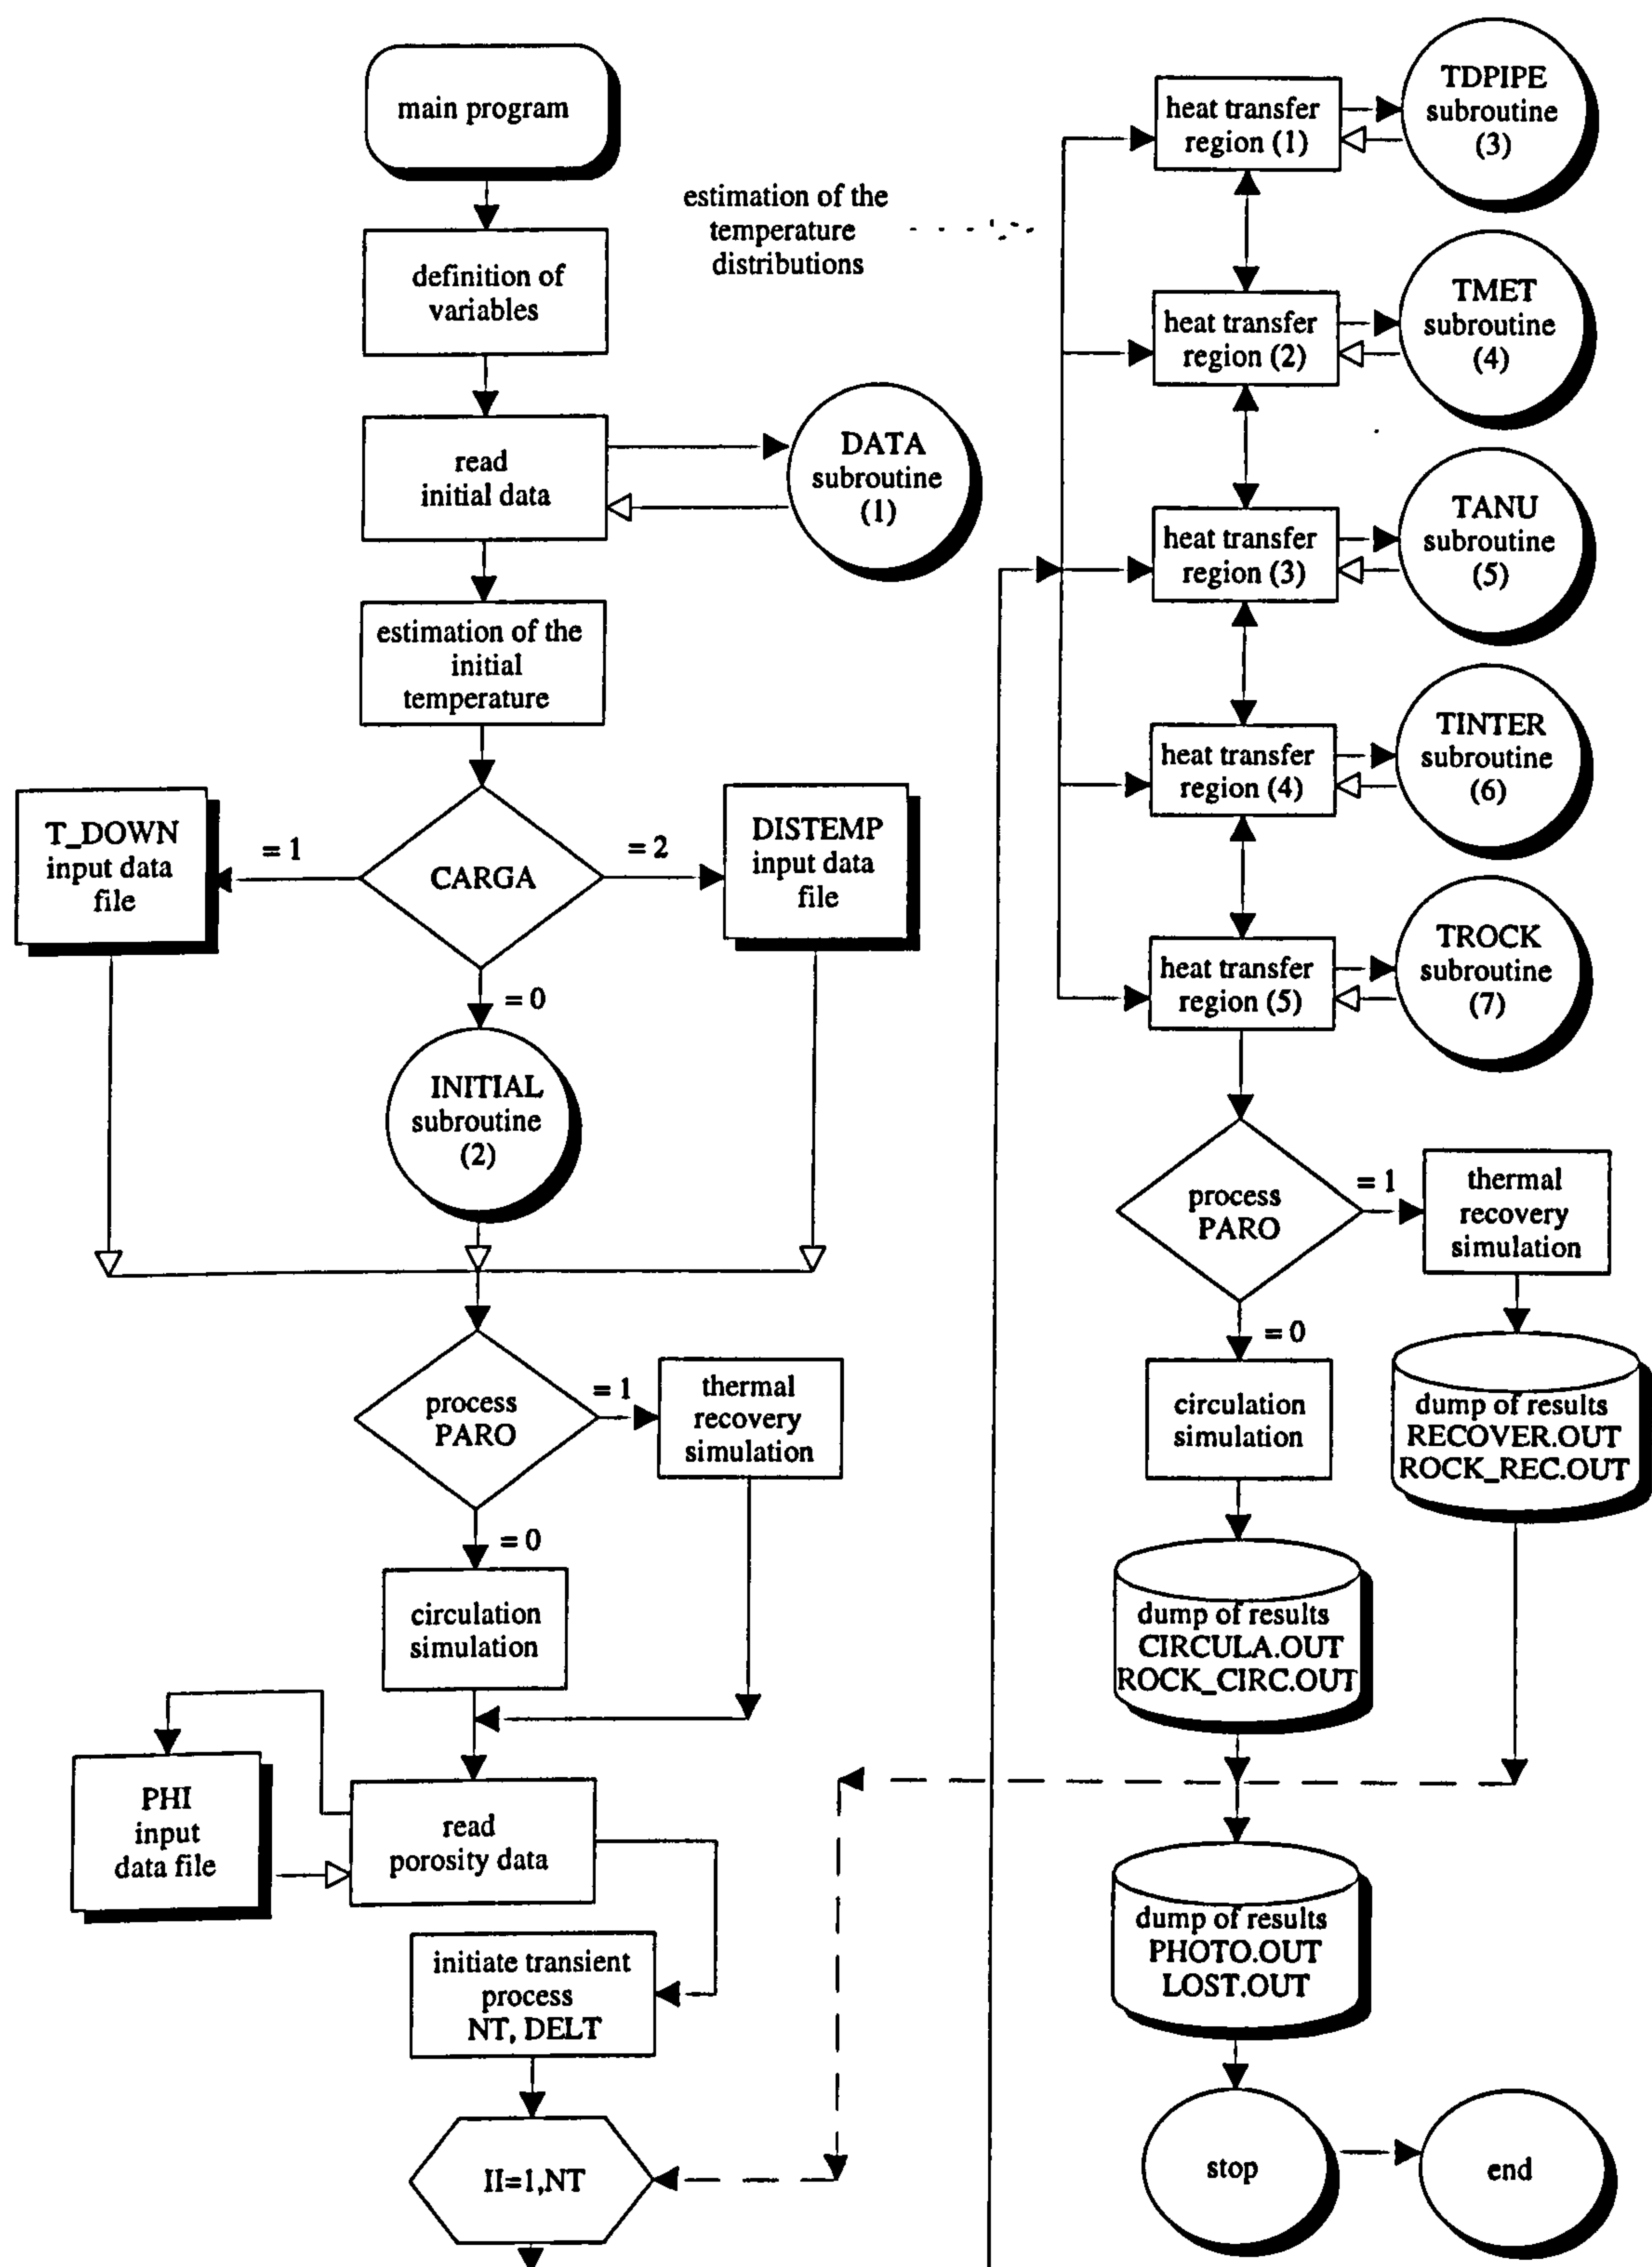 main program
definition of
variables
read
initial data
DATA
subroutine
(1)
estimation of the
initial
temperature
T_DOWN
input data
file
= 1
CARGA
= 2
DISTEMP
input data
file
= 0
INITIAL
subroutine
(2)
process
PARO
= 1
thermal
recovery
simulation
= 0
circulation
simulation
PHI
input
data file
read
porosity data
initiate transient
process
NT, DELT
II=1,NT
estimation of the
temperature
distributions
heat transfer
region (1)
TDPIPE
subroutine
(3)
heat transfer
region (2)
TMET
subroutine
(4)
heat transfer
region (3)
TANU
subroutine
(5)
heat transfer
region (4)
TINTER
subroutine
(6)
heat transfer
region (5)
TROCK
subroutine
(7)
process
PARO
= 1
thermal
recovery
simulation
= 0
circulation
simulation
dump of results
RECOVER.OUT
ROCK_REC.OUT
dump of results
CIRCULA.OUT
ROCK_CIRC.OUT
dump of results
PHOTO.OUT
LOST.OUT
stop
end